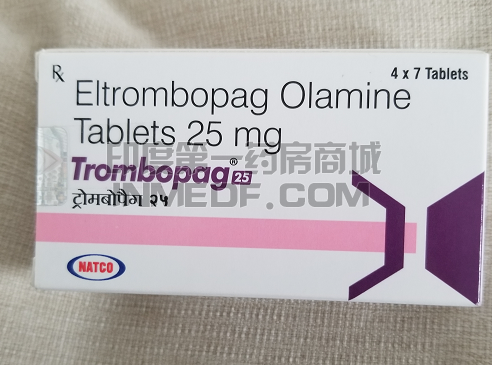 Rx
4 x 7 Tablets
Eltrombopag Olamine
Tablets 25 mg
印度第一药房商城
Trombopag® 25
INMEDF.COM
ट्रोमबोपैग २५
NATCO